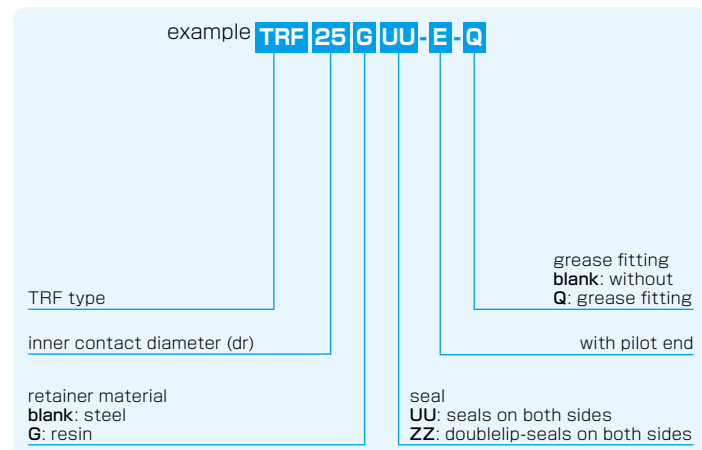 example TRF 25 G UU-E-Q
grease fitting
blank: without
Q: grease fitting
TRF type
inner contact diameter (dr)
with pilot end
retainer material
blank: steel
G: resin
seal
UU: seals on both sides
ZZ: doublelip-seals on both sides